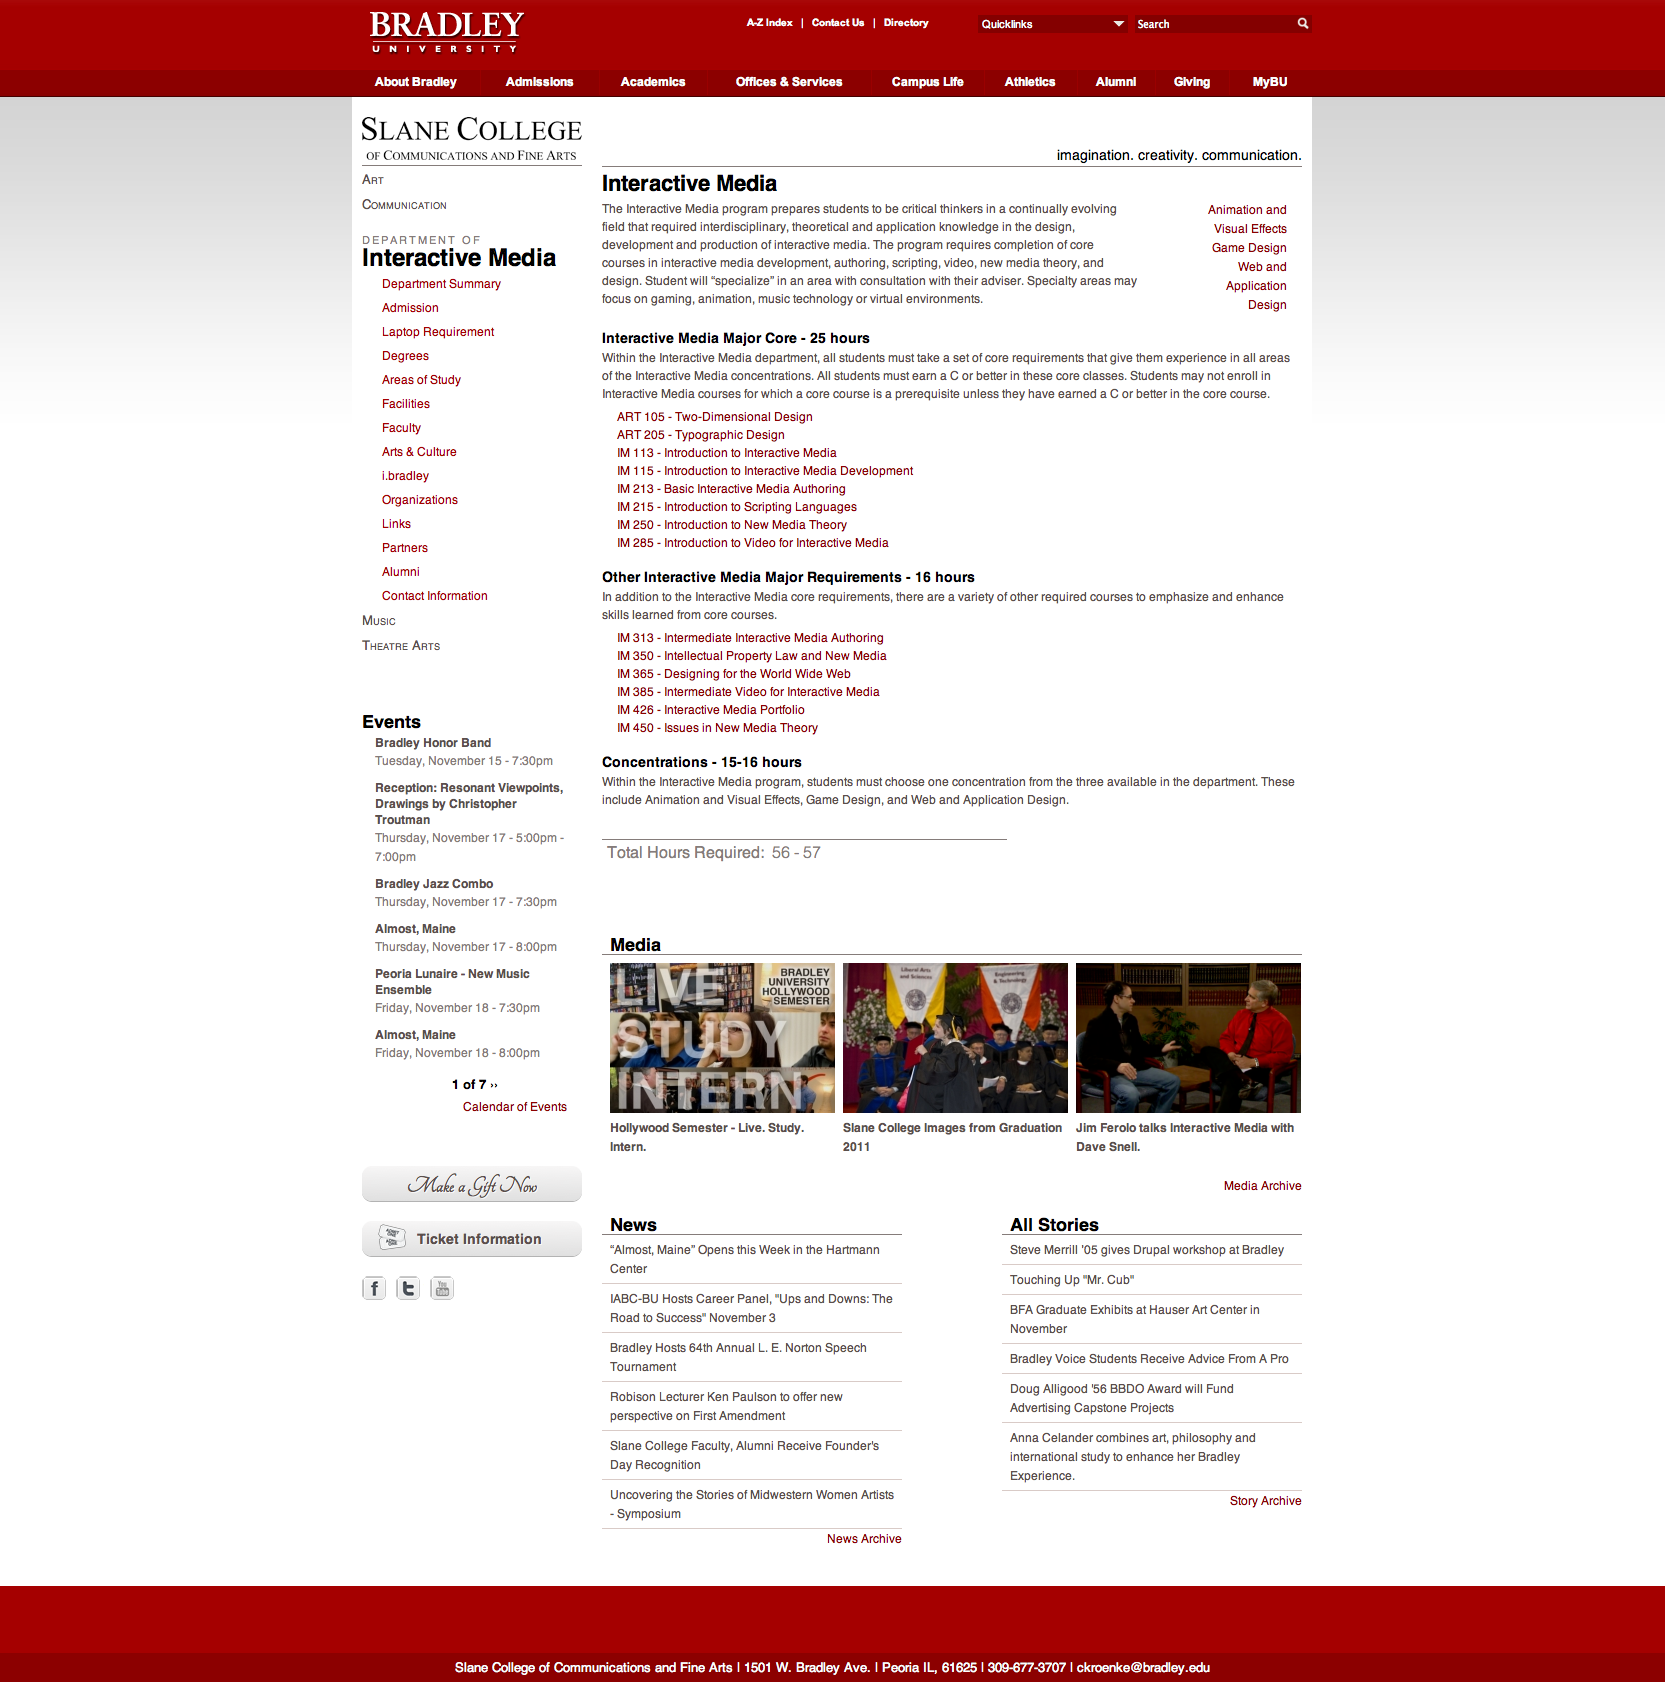 BRADLEY
UNIVERSITY
A-Z Index | Contact Us | Directory
Quicklinks
Search
About Bradley
Admissions
Academics
Offices & Services
Campus Life
Athletics
Alumni
Giving
MyBU
SLANE COLLEGE
OF COMMUNICATIONS AND FINE ARTS
imagination. creativity. communication.
ART
COMMUNICATION
DEPARTMENT OF
Interactive Media
Department Summary
Admission
Laptop Requirement
Degrees
Areas of Study
Facilities
Faculty
Arts & Culture
i.bradley
Organizations
Links
Partners
Alumni
Contact Information
MUSIC
THEATRE ARTS
Events
Bradley Honor Band
Tuesday, November 15 - 7:30pm
Reception: Resonant Viewpoints,
Drawings by Christopher
Troutman
Thursday, November 17 - 5:00pm -
7:00pm
Bradley Jazz Combo
Thursday, November 17 - 7:30pm
Almost, Maine
Thursday, November 17 - 8:00pm
Peoria Lunaire - New Music
Ensemble
Friday, November 18 - 7:30pm
Almost, Maine
Friday, November 18 - 8:00pm
1 of 7 ››
Calendar of Events
Make a Gift Now
Ticket Information
Interactive Media
The Interactive Media program prepares students to be critical thinkers in a continually evolving
field that required interdisciplinary, theoretical and application knowledge in the design,
development and production of interactive media. The program requires completion of core
courses in interactive media development, authoring, scripting, video, new media theory, and
design. Student will “specialize” in an area with consultation with their adviser. Specialty areas may
focus on gaming, animation, music technology or virtual environments.
Animation and
Visual Effects
Game Design
Web and
Application
Design
Interactive Media Major Core - 25 hours
Within the Interactive Media department, all students must take a set of core requirements that give them experience in all areas
of the Interactive Media concentrations. All students must earn a C or better in these core classes. Students may not enroll in
Interactive Media courses for which a core course is a prerequisite unless they have earned a C or better in the core course.
ART 105 - Two-Dimensional Design
ART 205 - Typographic Design
IM 113 - Introduction to Interactive Media
IM 115 - Introduction to Interactive Media Development
IM 213 - Basic Interactive Media Authoring
IM 215 - Introduction to Scripting Languages
IM 250 - Introduction to New Media Theory
IM 285 - Introduction to Video for Interactive Media
Other Interactive Media Major Requirements - 16 hours
In addition to the Interactive Media core requirements, there are a variety of other required courses to emphasize and enhance
skills learned from core courses.
IM 313 - Intermediate Interactive Media Authoring
IM 350 - Intellectual Property Law and New Media
IM 365 - Designing for the World Wide Web
IM 385 - Intermediate Video for Interactive Media
IM 426 - Interactive Media Portfolio
IM 450 - Issues in New Media Theory
Concentrations - 15-16 hours
Within the Interactive Media program, students must choose one concentration from the three available in the department. These
include Animation and Visual Effects, Game Design, and Web and Application Design.
Total Hours Required: 56 - 57
Media
LIVE
STUDY
INTERN
BRADLEY
UNIVERSITY
HOLLYWOOD
SEMESTER
Liberal Arts
and Sciences
Engineering
& Technology
Hollywood Semester - Live. Study.
Intern.
Slane College Images from Graduation
2011
Jim Ferolo talks Interactive Media with
Dave Snell.
Media Archive
News
“Almost, Maine” Opens this Week in the Hartmann
Center
IABC-BU Hosts Career Panel, "Ups and Downs: The
Road to Success" November 3
Bradley Hosts 64th Annual L. E. Norton Speech
Tournament
Robison Lecturer Ken Paulson to offer new
perspective on First Amendment
Slane College Faculty, Alumni Receive Founder's
Day Recognition
Uncovering the Stories of Midwestern Women Artists
- Symposium
News Archive
All Stories
Steve Merrill '05 gives Drupal workshop at Bradley
Touching Up "Mr. Cub"
BFA Graduate Exhibits at Hauser Art Center in
November
Bradley Voice Students Receive Advice From A Pro
Doug Alligood '56 BBDO Award will Fund
Advertising Capstone Projects
Anna Celander combines art, philosophy and
international study to enhance her Bradley
Experience.
Story Archive
Slane College of Communications and Fine Arts | 1501 W. Bradley Ave. | Peoria IL, 61625 | 309-677-3707 | ckroenke@bradley.edu